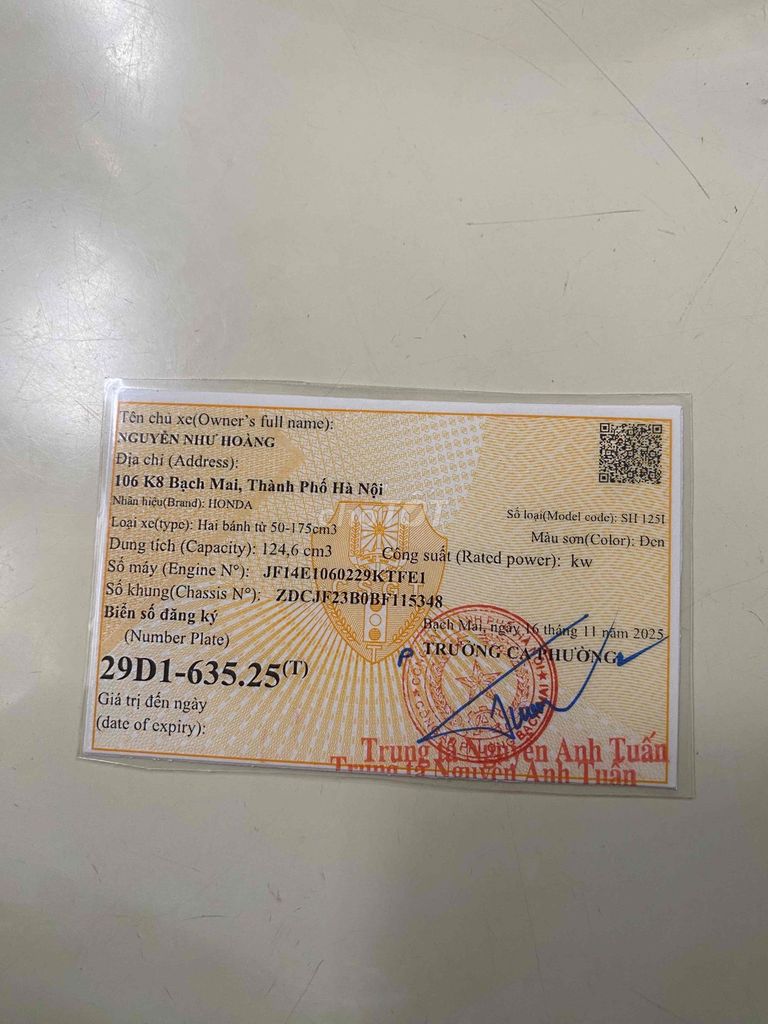 Tên chủ xe(Owner's full name):
NGUYỄN NHƯ HOÀNG
Địa chỉ (Address):
106 K8 Bạch Mai, Thành Phố Hà Nội
Nhãn hiệu(Brand): HONDA
Số loại(Model code): SH 125I
Loại xe(type): Hai bánh từ 50-175cm3
Màu sơn(Color): Đen
Dung tích (Capacity): 124,6 cm3
Công suất (Rated power): kw
Số máy (Engine N°): JF14E1060229KTFE1
Số khung(Chassis N°): ZDCJF23B0BF115348
Biển số đăng ký
(Number Plate)
Bạch Mai, ngày 16 tháng 11 năm 2025
TRƯỞNG CA PHƯỜNG
29D1-635.25(T)
Giá trị đến ngày
(date of expiry):
BẠCH MAI
Trung tá Nguyễn Anh Tuấn
Trung tá Nguyễn Anh Tuấn